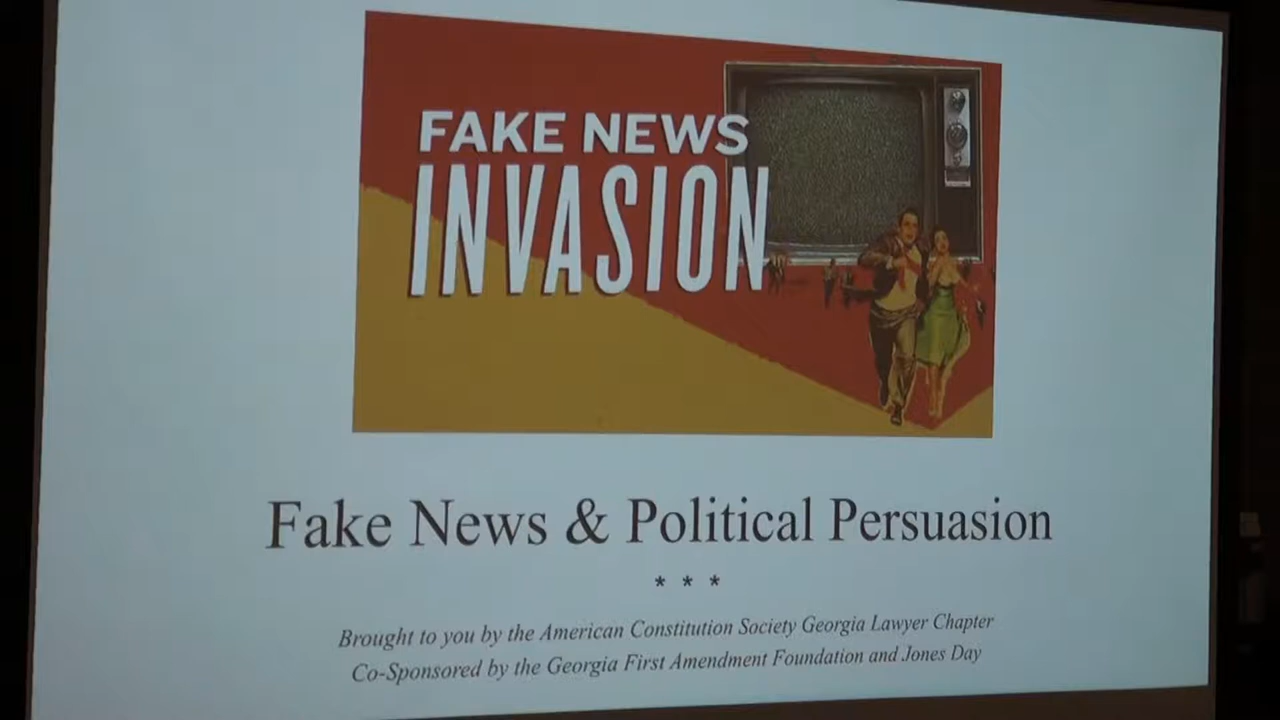 FAKE NEWS
INVASION
Fake News & Political Persuasion
* * *
Brought to you by the American Constitution Society Georgia Lawyer Chapter
Co-Sponsored by the Georgia First Amendment Foundation and Jones Day